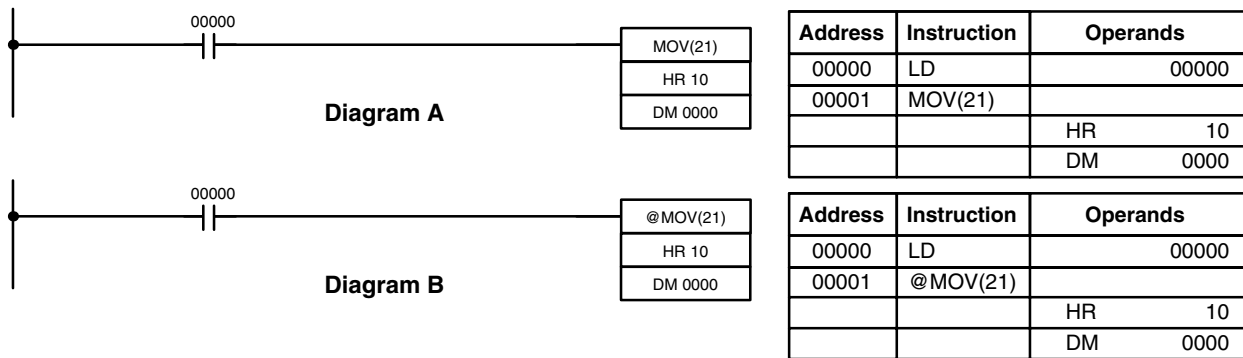 00000
MOV(21)
HR 10
DM 0000
Diagram A
Address Instruction Operands
00000 LD 00000
00001 MOV(21)
HR 10
DM 0000
00000
@MOV(21)
HR 10
DM 0000
Diagram B
Address Instruction Operands
00000 LD 00000
00001 @MOV(21)
HR 10
DM 0000